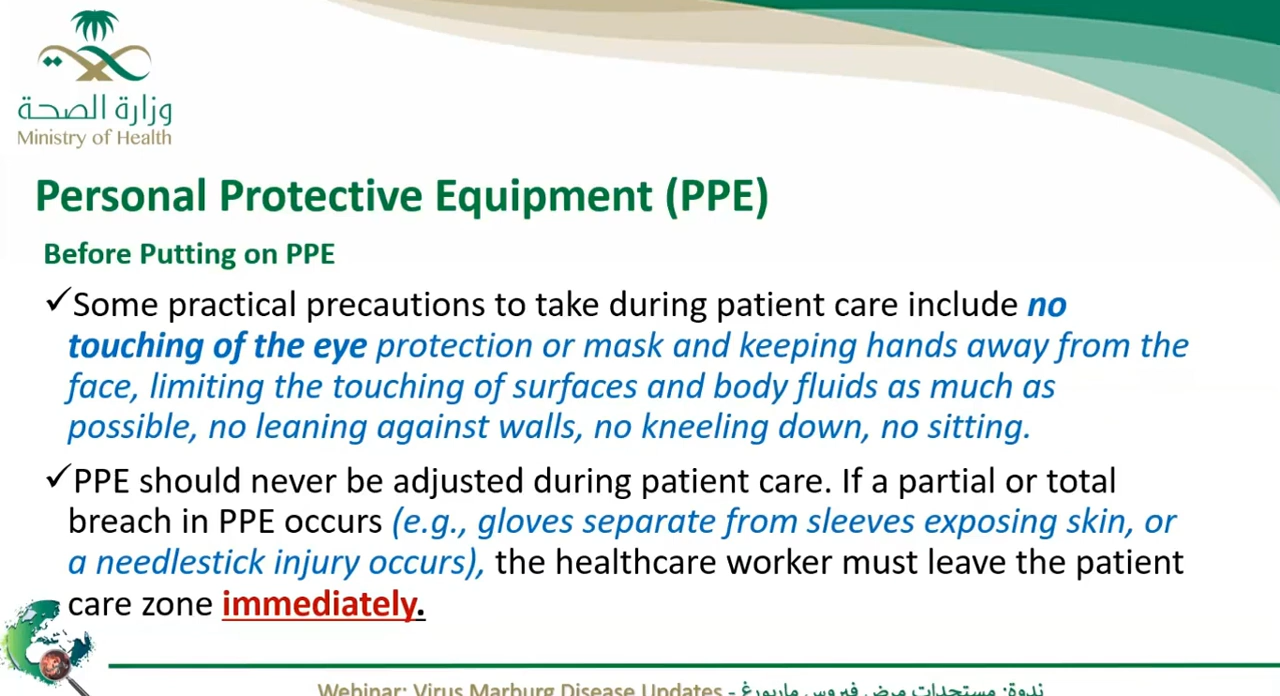 وزارة الصحة
Ministry of Health
Personal Protective Equipment (PPE)
Before Putting on PPE
✓Some practical precautions to take during patient care include no
touching of the eye protection or mask and keeping hands away from the
face, limiting the touching of surfaces and body fluids as much as
possible, no leaning against walls, no kneeling down, no sitting.
✓PPE should never be adjusted during patient care. If a partial or total
breach in PPE occurs (e.g., gloves separate from sleeves exposing skin, or
a needlestick injury occurs), the healthcare worker must leave the patient
care zone immediately.
Webinar: Virus Marburg Disease Updates - ندوة: مستجدات مرض فيروس ماربورغ